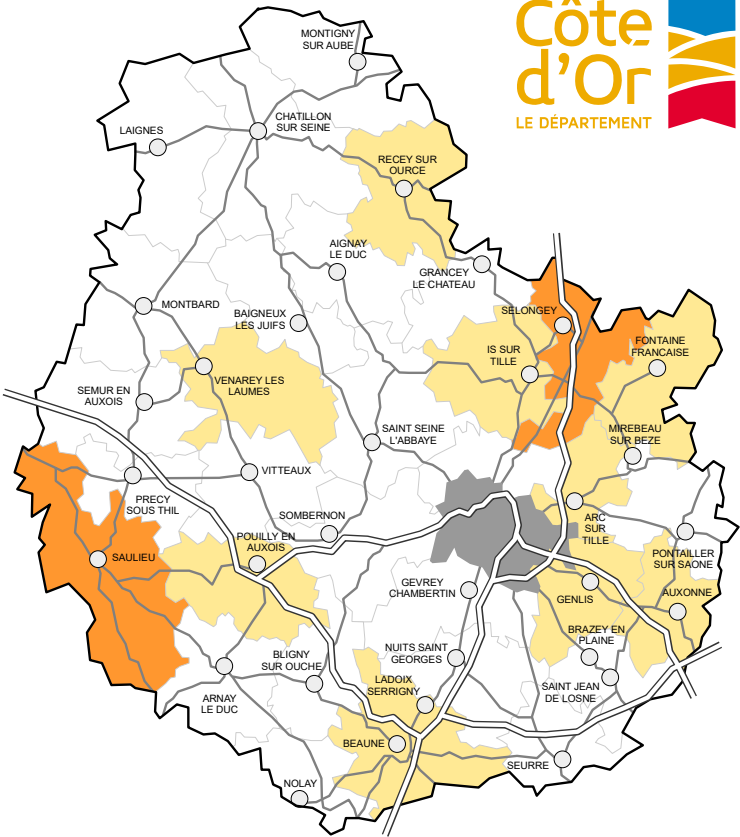 Côte
d'Or
LE DÉPARTEMENT
MONTIGNY
SUR AUBE
CHATILLON
SUR SEINE
LAIGNES
RECEY SUR
OURCE
AIGNAY
LE DUC
GRANCEY
LE CHATEAU
MONTBARD
BAIGNEUX
LES JUIFS
SELONGEY
IS SUR
TILLE
FONTAINE
FRANCAISE
VENAREY LES
LAUMES
SEMUR EN
AUXOIS
SAINT SEINE
L'ABBAYE
MIREBEAU
SUR BEZE
VITTEAUX
PRECY
SOUS THIL
SOMBERNON
ARC
SUR
TILLE
POUILLY EN
AUXOIS
SAULIEU
PONTAILLER
SUR SAONE
GEVREY
CHAMBERTIN
GENLIS
AUXONNE
BRAZEY EN
PLAINE
NUITS SAINT
GEORGES
BLIGNY
SUR OUCHE
LADOIX
SERRIGNY
SAINT JEAN
DE LOSNE
ARNAY
LE DUC
BEAUNE
SEURRE
NOLAY